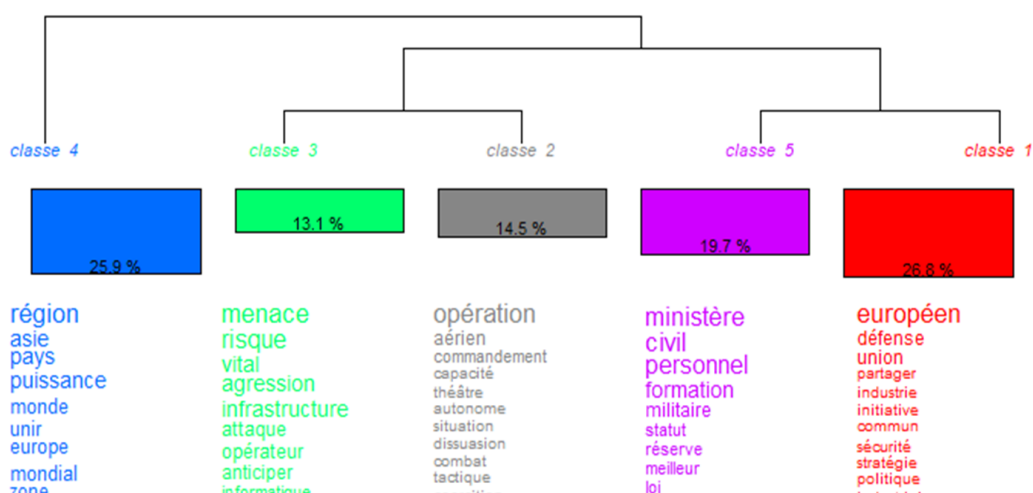 classe 4
classe 3
classe 2
classe 5
classe 1
25.9 %
13.1 %
14.5 %
19.7 %
26.8 %
région
asie
pays
puissance
monde
unir
europe
mondial
zone
menace
risque
vital
agression
infrastructure
attaque
opérateur
anticiper
informatique
opération
aérien
commandement
capacité
théâtre
autonome
situation
dissuasion
combat
tactique
ministère
civil
personnel
formation
militaire
statut
réserve
meilleur
loi
européen
défense
union
partager
industrie
initiative
commun
sécurité
stratégie
politique